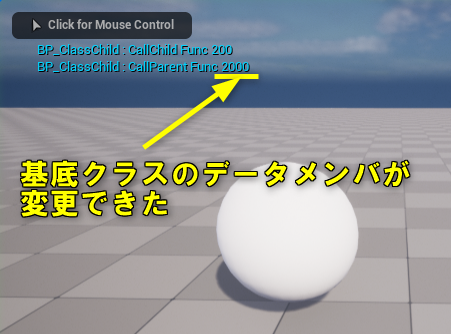 Click for Mouse Control
BP_ClassChild : CallChild Func 200
BP_ClassChild : CallParent Func 2000
基底クラスのデータメンバが
変更できた